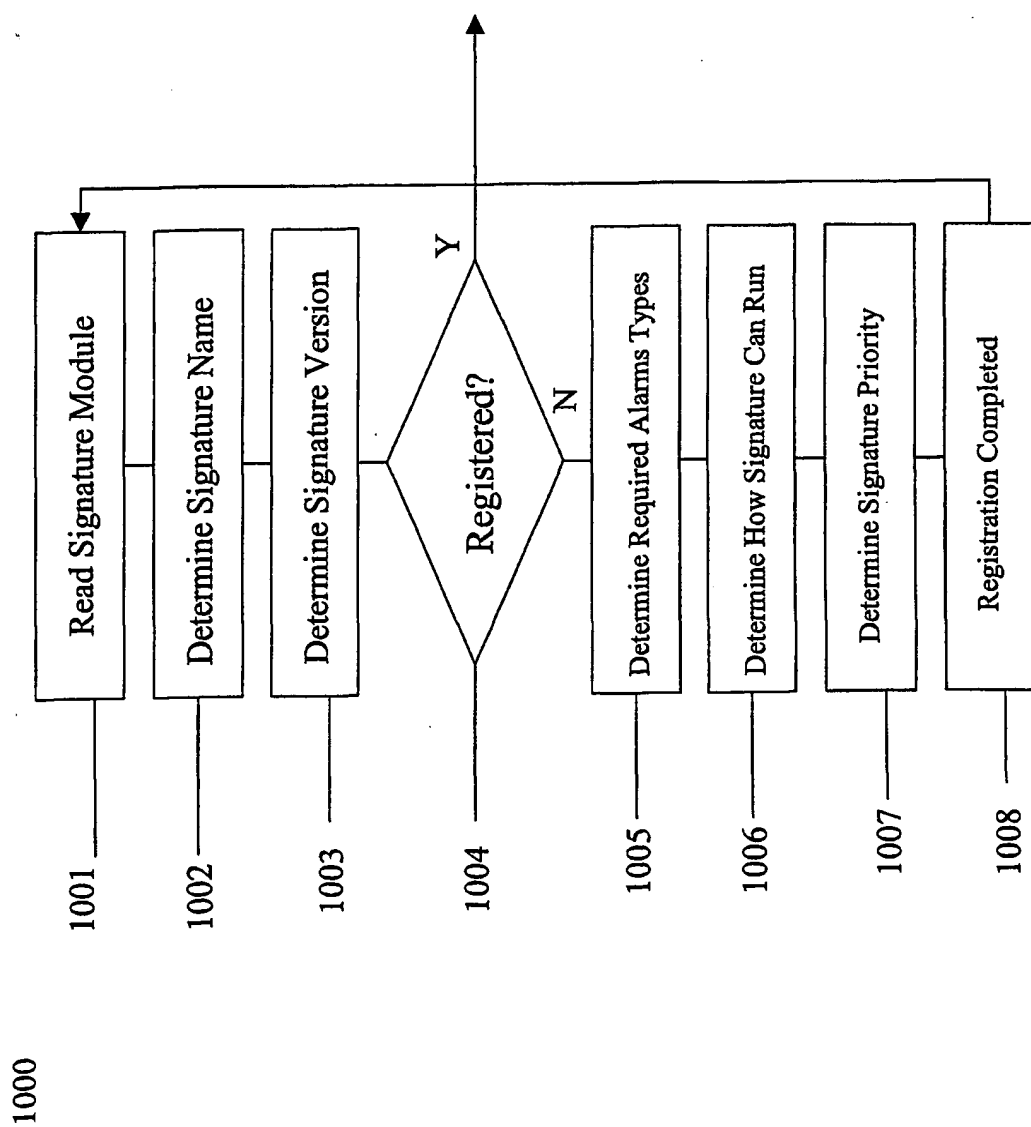 1000
1001
Read Signature Module
1002
Determine Signature Name
1003
Determine Signature Version
1004
Registered?
Y
N
1005
Determine Required Alarms Types
1006
Determine How Signature Can Run
1007
Determine Signature Priority
1008
Registration Completed